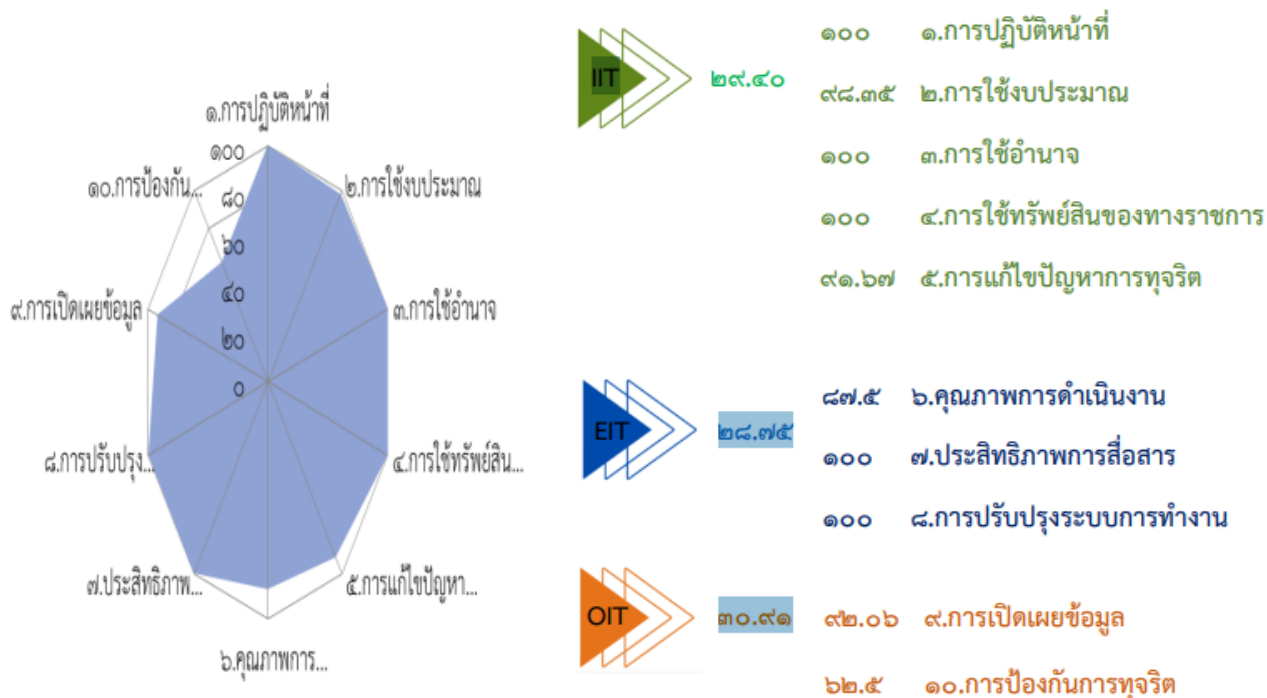 ๑.การปฏิบัติหน้าที่
๑๐๐
๑๐.การป้องกัน...
๘๐
๒.การใช้งบประมาณ
๖๐
๔๐
๙.การเปิดเผยข้อมูล
๓.การใช้อำนาจ
๒๐
๐
๘.การปรับปรุง...
๔.การใช้ทรัพย์สิน...
๗.ประสิทธิภาพ...
๕.การแก้ไขปัญหา...
๖.คุณภาพการ...
IIT ๒๙.๔๐
๑๐๐ ๑.การปฏิบัติหน้าที่
๙๘.๓๕ ๒.การใช้งบประมาณ
๑๐๐ ๓.การใช้อำนาจ
๑๐๐ ๔.การใช้ทรัพย์สินของทางราชการ
๙๑.๖๗ ๕.การแก้ไขปัญหาการทุจริต
EIT ๒๘.๗๕
๘๗.๕ ๖.คุณภาพการดำเนินงาน
๑๐๐ ๗.ประสิทธิภาพการสื่อสาร
๑๐๐ ๘.การปรับปรุงระบบการทำงาน
OIT ๓๐.๙๑
๙๒.๐๖ ๙.การเปิดเผยข้อมูล
๖๒.๕ ๑๐.การป้องกันการทุจริต